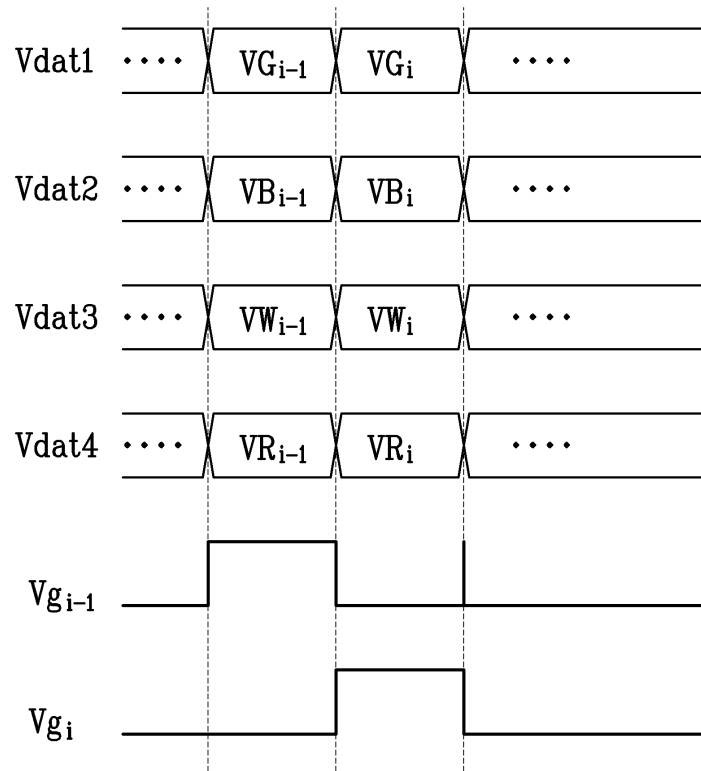 Vdat1 ···· VGi-1 VGi ····
Vdat2 ···· VBi-1 VBi ····
Vdat3 ···· VWi-1 VWi ····
Vdat4 ···· VRi-1 VRi ····
Vgi-1
Vgi